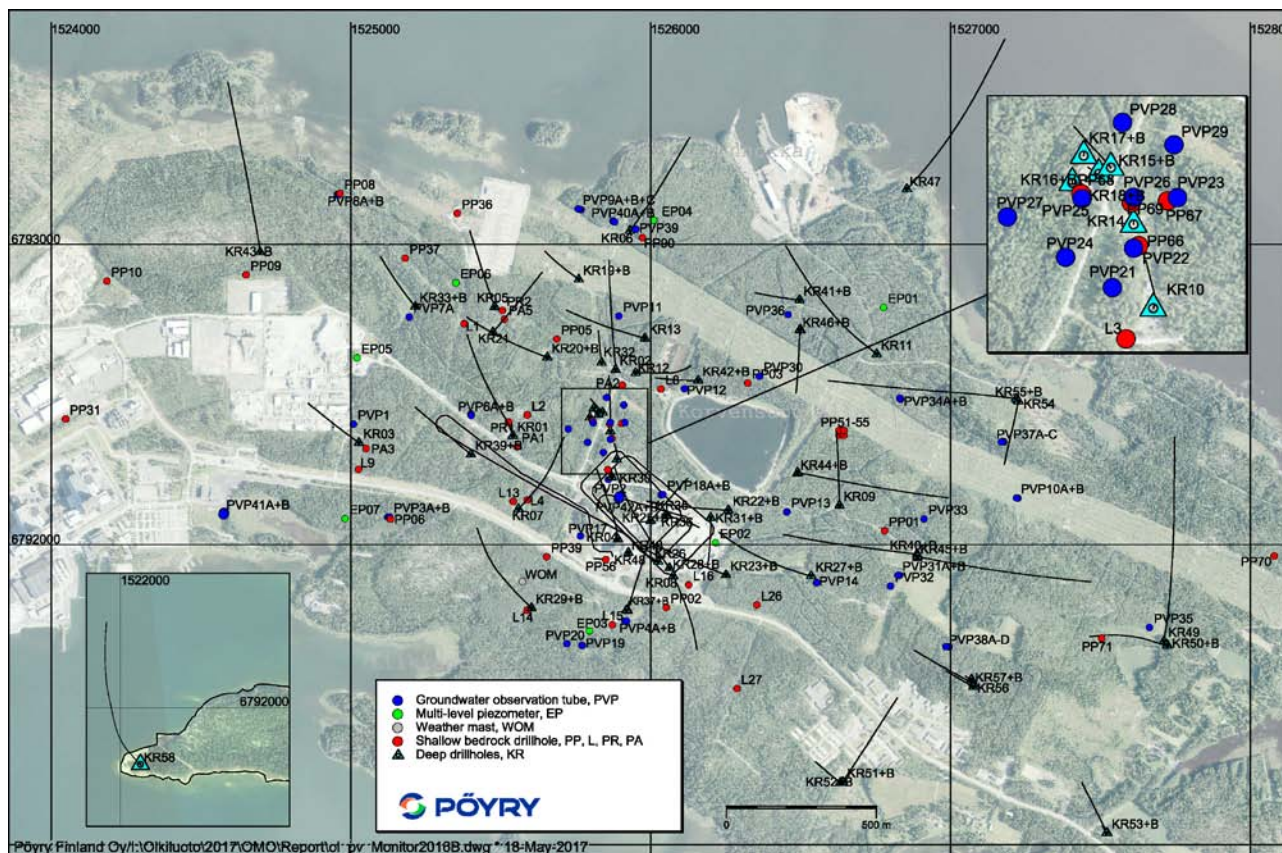 1524000
1525000
1526000
1527000
1528
PVP28
PVP29
KR17+B
KR15+B
PVP26
PVP23
PVP27
PVP25
PP69
PP67
KR14
PVP24
PP66
PVP22
PVP21
KR10
L3
PP08
PVP8A+B
PP36
PVP9A+B+C
PVP40A+B
EP04
PVP39
KR06
PP90
KR47
6793000
KR43+B
PP09
PP10
PP37
EP06
KR19+B
KR33+B
PVP7A
KR05
PR2
PA5
L1
KR21
PVP11
KR13
PP05
KR20+B
KR32
KR02
KR12
KR41+B
PVP36
KR46+B
EP01
KR11
EP05
PA2
L8
PVP12
KR42+B
PVP30
PP03
KR55+B
KR54
PVP34A+B
PP31
PVP1
KR03
PA3
L9
PVP6A+B
L2
PR1
KR01
PA1
KR39+B
PP51-55
PVP37A-C
KR44+B
KR09
PVP10A+B
PVP41A+B
EP07
PVP3A+B
PP06
L13
L4
KR07
PVP2
PVP18A+B
KR22+B
KR31+B
PVP13
PVP33
PP01
6792000
PVP17
KR04
EP02
PP39
PP56
KR48
KR08
KR28+B
L16
KR23+B
KR27+B
PVP14
KR45+B
PVP31A+B
PVP32
PP70
WOM
KR29+B
L14
KR37+B
L15
PP02
L26
EP03
PVP4A+B
PVP20
PVP19
PVP35
KR49
KR50+B
PP71
PVP38A-D
KR57+B
KR56
L27
KR51+B
KR53+B
1522000
6792000
KR58
Groundwater observation tube, PVP
Multi-level piezometer, EP
Weather mast, WOM
Shallow bedrock drillhole, PP, L, PR, PA
Deep drillholes, KR
PÖYRY
0
500 m